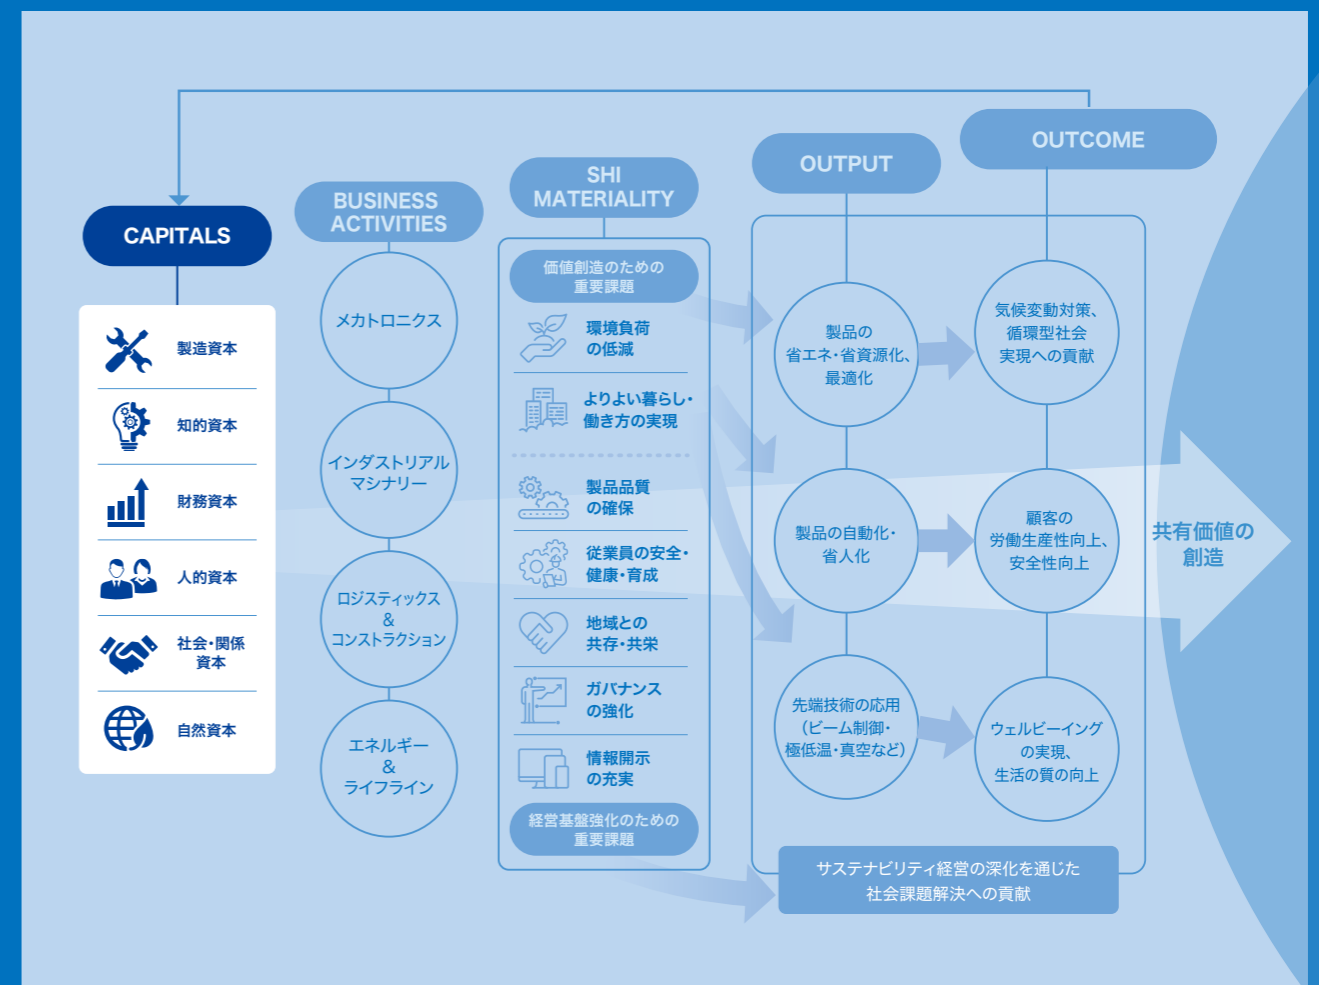 CAPITALS
製造資本
知的資本
財務資本
人的資本
社会・関係
資本
自然資本
BUSINESS
ACTIVITIES
メカトロニクス
インダストリアル
マシナリー
ロジスティックス
&
コンストラクション
エネルギー
&
ライフライン
SHI
MATERIALITY
価値創造のための
重要課題
環境負荷
の低減
よりよい暮らし・
働き方の実現
製品品質
の確保
従業員の安全・
健康・育成
地域との
共存・共栄
ガバナンス
の強化
情報開示
の充実
経営基盤強化のための
重要課題
OUTPUT
製品の
省エネ・省資源化、
最適化
製品の自動化・
省人化
先端技術の応用
（ビーム制御・
極低温・真空など）
OUTCOME
気候変動対策、
循環型社会
実現への貢献
顧客の
労働生産性向上、
安全性向上
ウェルビーイング
の実現、
生活の質の向上
サステナビリティ経営の深化を通じた
社会課題解決への貢献
共有価値の
創造